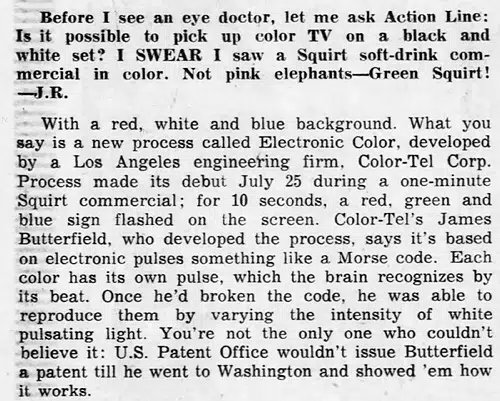 Before I see an eye doctor, let me ask Action Line:
Is it possible to pick up color TV on a black and
white set? I SWEAR I saw a Squirt soft-drink com-
mercial in color. Not pink elephants—Green Squirt!
—J.R.
With a red, white and blue background. What you
say is a new process called Electronic Color, developed
by a Los Angeles engineering firm, Color-Tel Corp.
Process made its debut July 25 during a one-minute
Squirt commercial; for 10 seconds, a red, green and
blue sign flashed on the screen. Color-Tel's James
Butterfield, who developed the process, says it's based
on electronic pulses something like a Morse code. Each
color has its own pulse, which the brain recognizes by
its beat. Once he'd broken the code, he was able to
reproduce them by varying the intensity of white
pulsating light. You're not the only one who couldn't
believe it: U.S. Patent Office wouldn't issue Butterfield
a patent till he went to Washington and showed 'em how
it works.